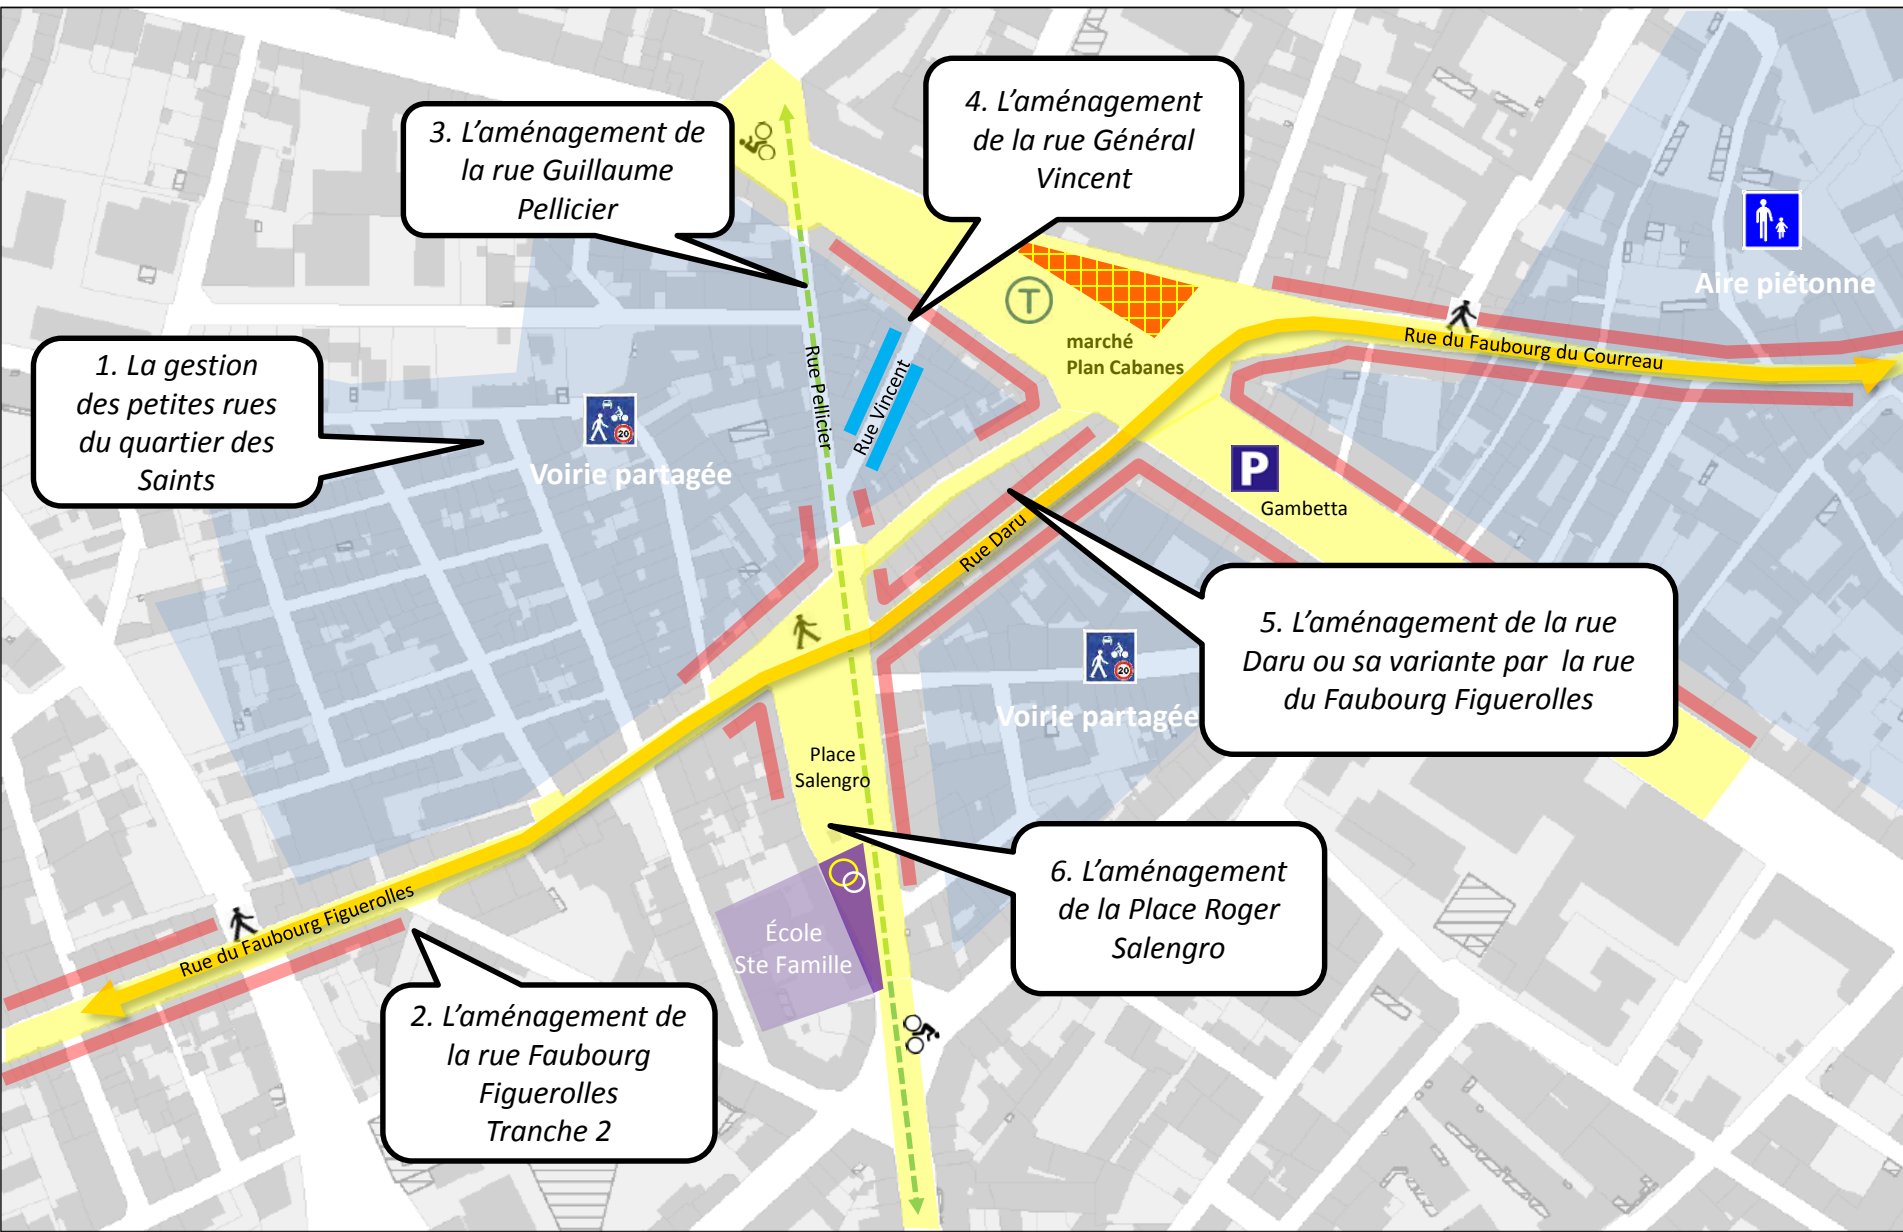 3. L’aménagement de
la rue Guillaume
Pellicier
4. L’aménagement
de la rue Général
Vincent
Aire piétonne
T
marché
Plan Cabanes
Rue du Faubourg du Courreau
1. La gestion
des petites rues
du quartier des
Saints
20
Voirie partagée
Rue Pellicier
Rue Vincent
P
Gambetta
Rue Daru
5. L’aménagement de la rue
Daru ou sa variante par la rue
du Faubourg Figuerolles
20
Voirie partagée
Place
Salengro
6. L’aménagement
de la Place Roger
Salengro
École
Ste Famille
Rue du Faubourg Figuerolles
2. L’aménagement de
la rue Faubourg
Figuerolles
Tranche 2